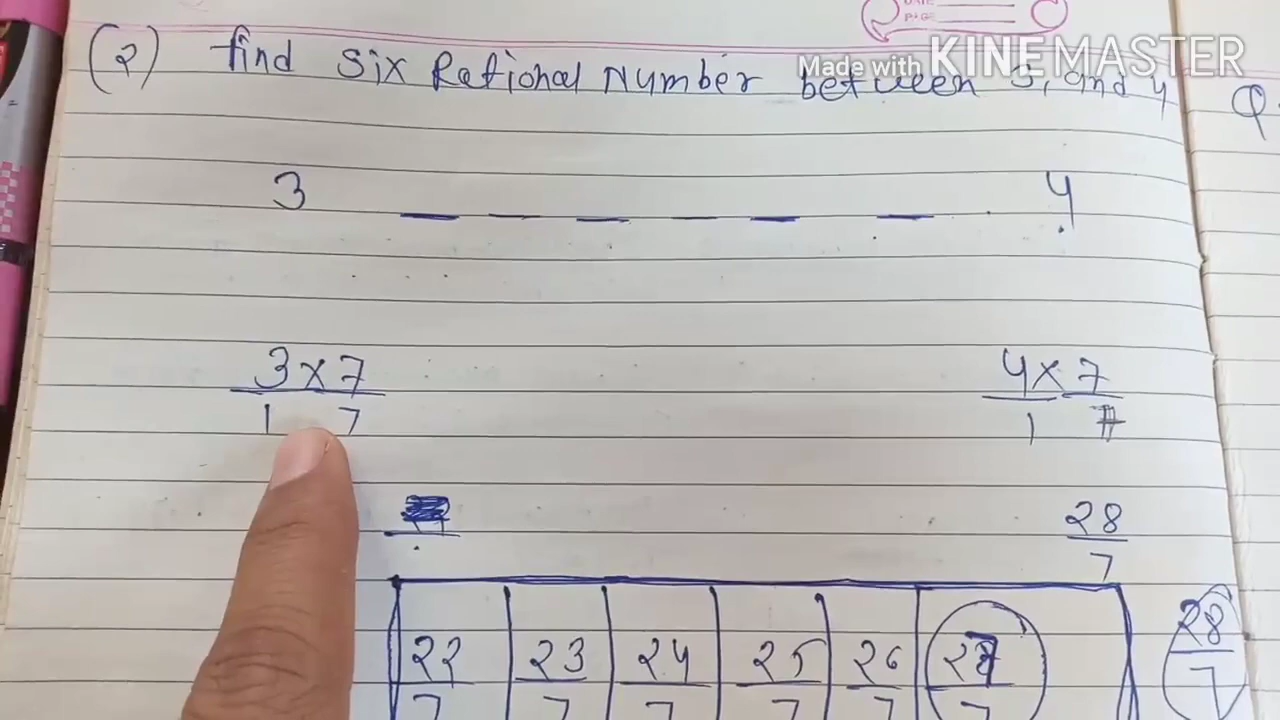 DATE
PAGE
Made with KINEMASTER
(2) find Six Rational Number between 3, and 4
Q.
3 _ _ _ _ _ _ 4
3 x 7 4 x 7
1 7 1 7
28
7
22 23 24 25 26 27 28
7 7 7 7 7 7 7